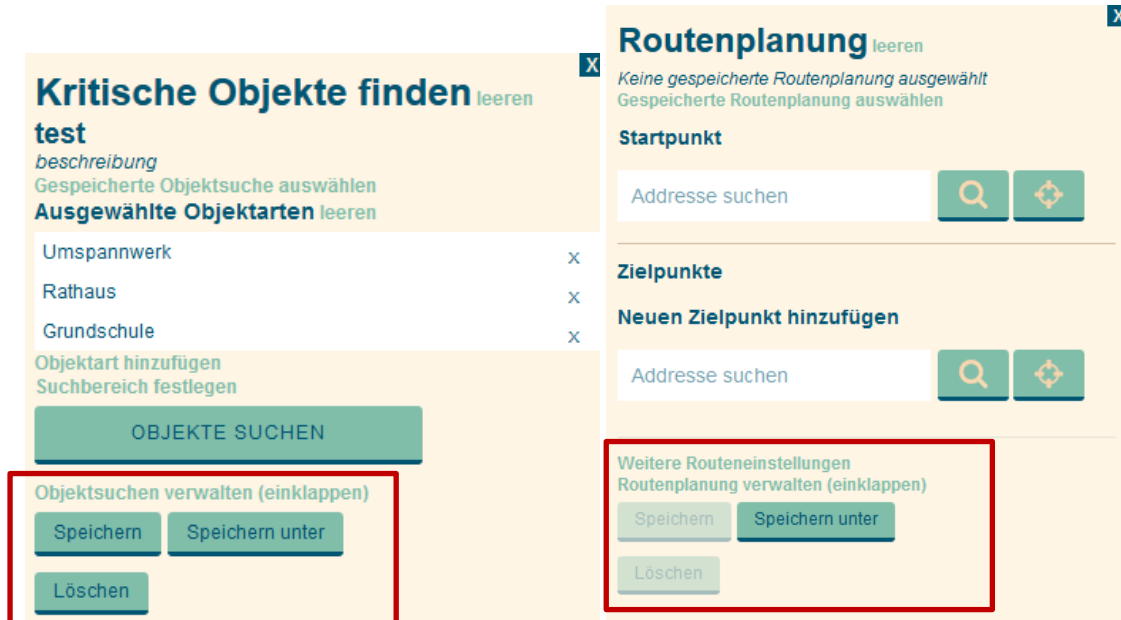 X
Kritische Objekte finden leeren
test
beschreibung
Gespeicherte Objektsuche auswählen
Ausgewählte Objektarten leeren
Umspannwerk x
Rathaus x
Grundschule x
Objektart hinzufügen
Suchbereich festlegen
OBJEKTE SUCHEN
Objektsuchen verwalten (einklappen)
Speichern Speichern unter
Löschen
X
Routenplanung leeren
Keine gespeicherte Routenplanung ausgewählt
Gespeicherte Routenplanung auswählen
Startpunkt
Addresse suchen
Zielpunkte
Neuen Zielpunkt hinzufügen
Addresse suchen
Weitere Routeneinstellungen
Routenplanung verwalten (einklappen)
Speichern Speichern unter
Löschen